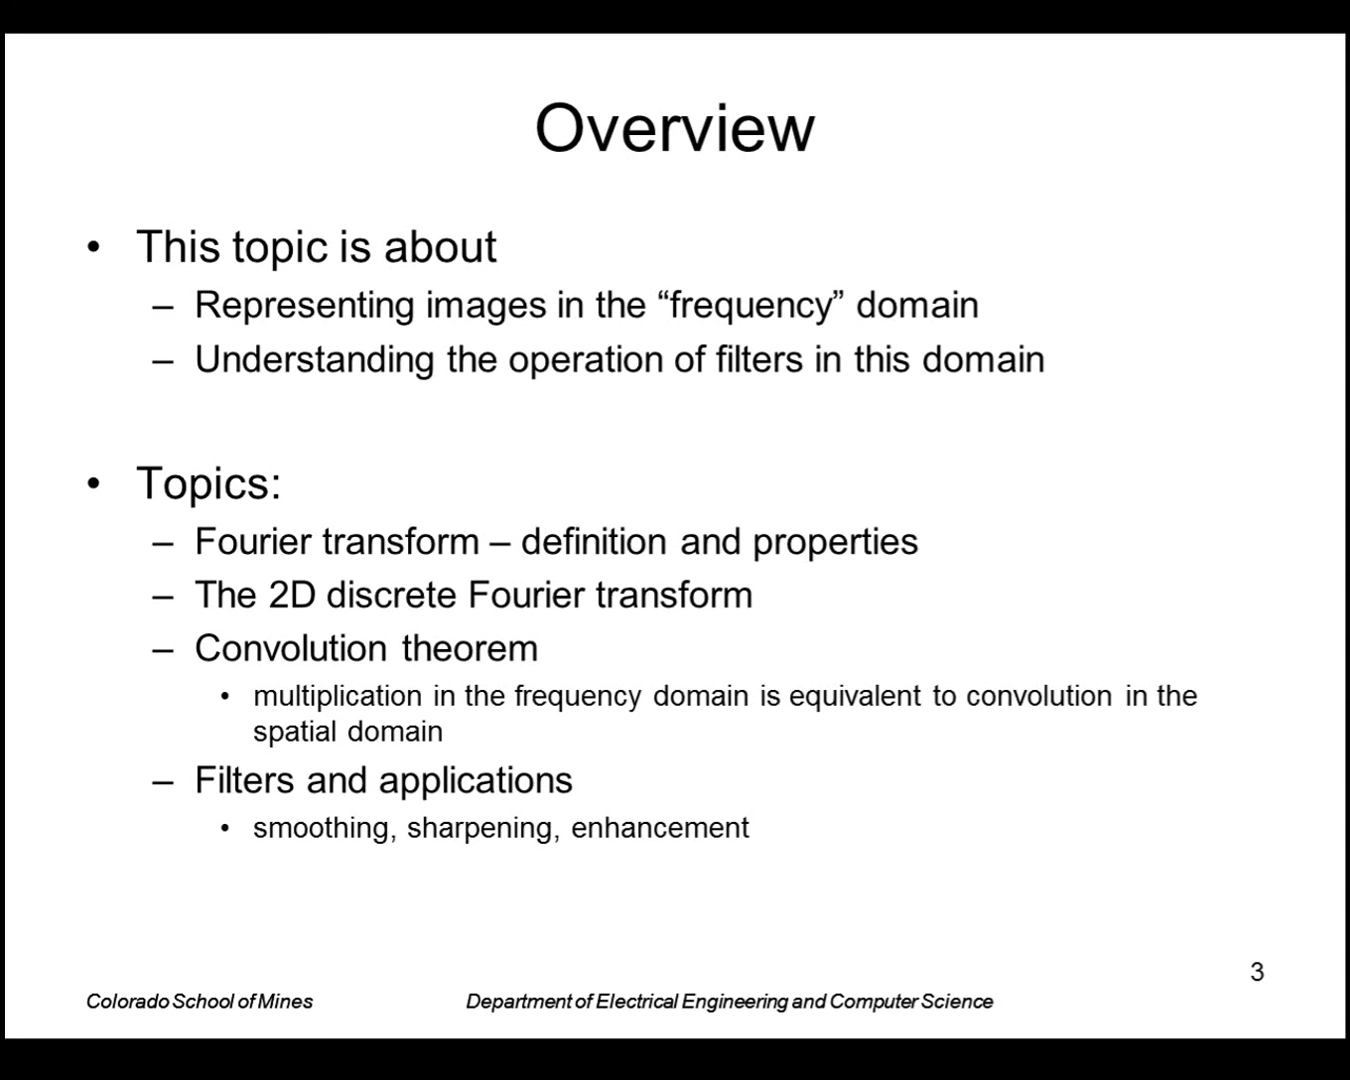 Overview
• This topic is about
– Representing images in the “frequency” domain
– Understanding the operation of filters in this domain
• Topics:
– Fourier transform – definition and properties
– The 2D discrete Fourier transform
– Convolution theorem
• multiplication in the frequency domain is equivalent to convolution in the
spatial domain
– Filters and applications
• smoothing, sharpening, enhancement
3
Colorado School of Mines
Department of Electrical Engineering and Computer Science